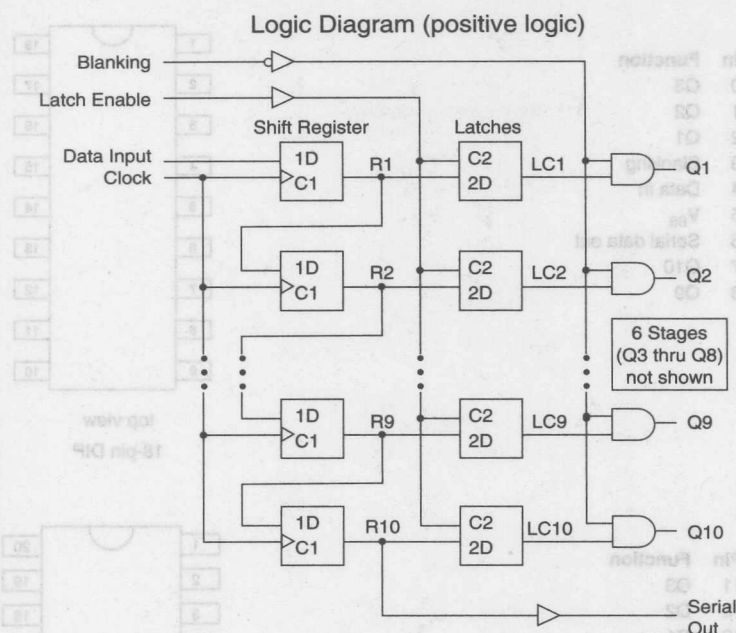 Logic Diagram (positive logic)
Blanking
Latch Enable
Shift Register
Latches
Data Input
Clock
1D
C1
R1
C2
2D
LC1
Q1
1D
C1
R2
C2
2D
LC2
Q2
6 Stages
(Q3 thru Q8)
not shown
1D
C1
R9
C2
2D
LC9
Q9
1D
C1
R10
C2
2D
LC10
Q10
Serial
Out